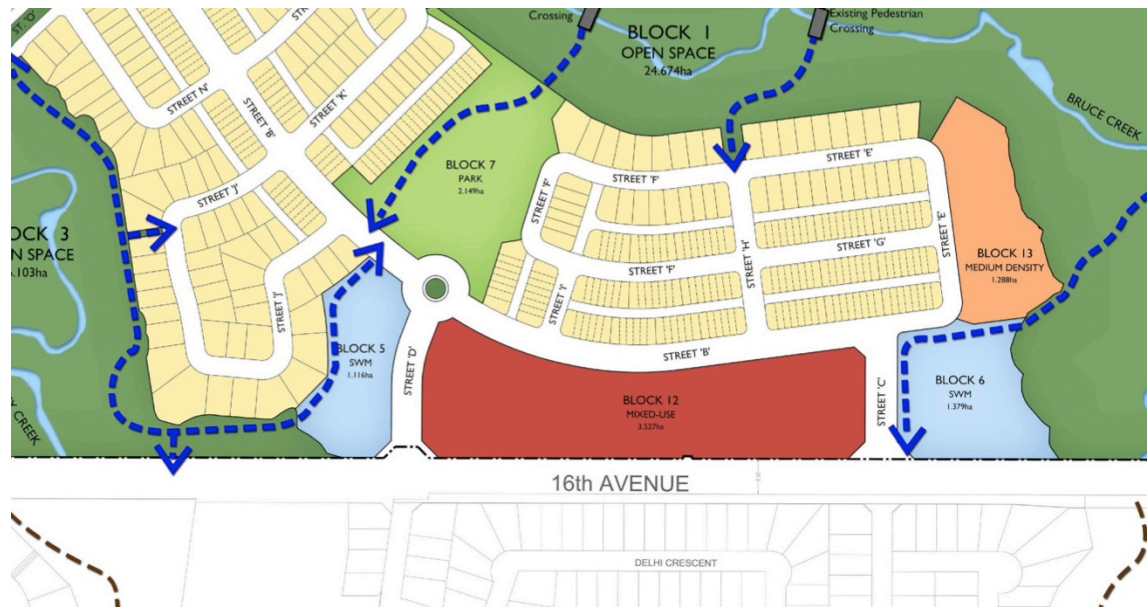 ST. 'O'
Crossing
BLOCK 1
OPEN SPACE
24.674ha
Existing Pedestrian
Crossing
BRUCE CREEK
STREET 'N'
STREET 'B'
STREET 'K'
BLOCK 7
PARK
2.149ha
STREET 'J'
STREET 'F'
STREET 'F'
STREET 'E'
STREET 'E'
STREET 'H'
STREET 'G'
STREET 'F'
STREET 'I'
BLOCK 13
MEDIUM DENSITY
1.288ha
OCK 3
N SPACE
.103ha
STREET 'J'
BLOCK 5
SWM
1.116ha
STREET 'D'
STREET 'B'
BLOCK 12
MIXED-USE
3.527ha
STREET 'C'
BLOCK 6
SWM
1.379ha
Y CREEK
16th AVENUE
DELHI CRESCENT